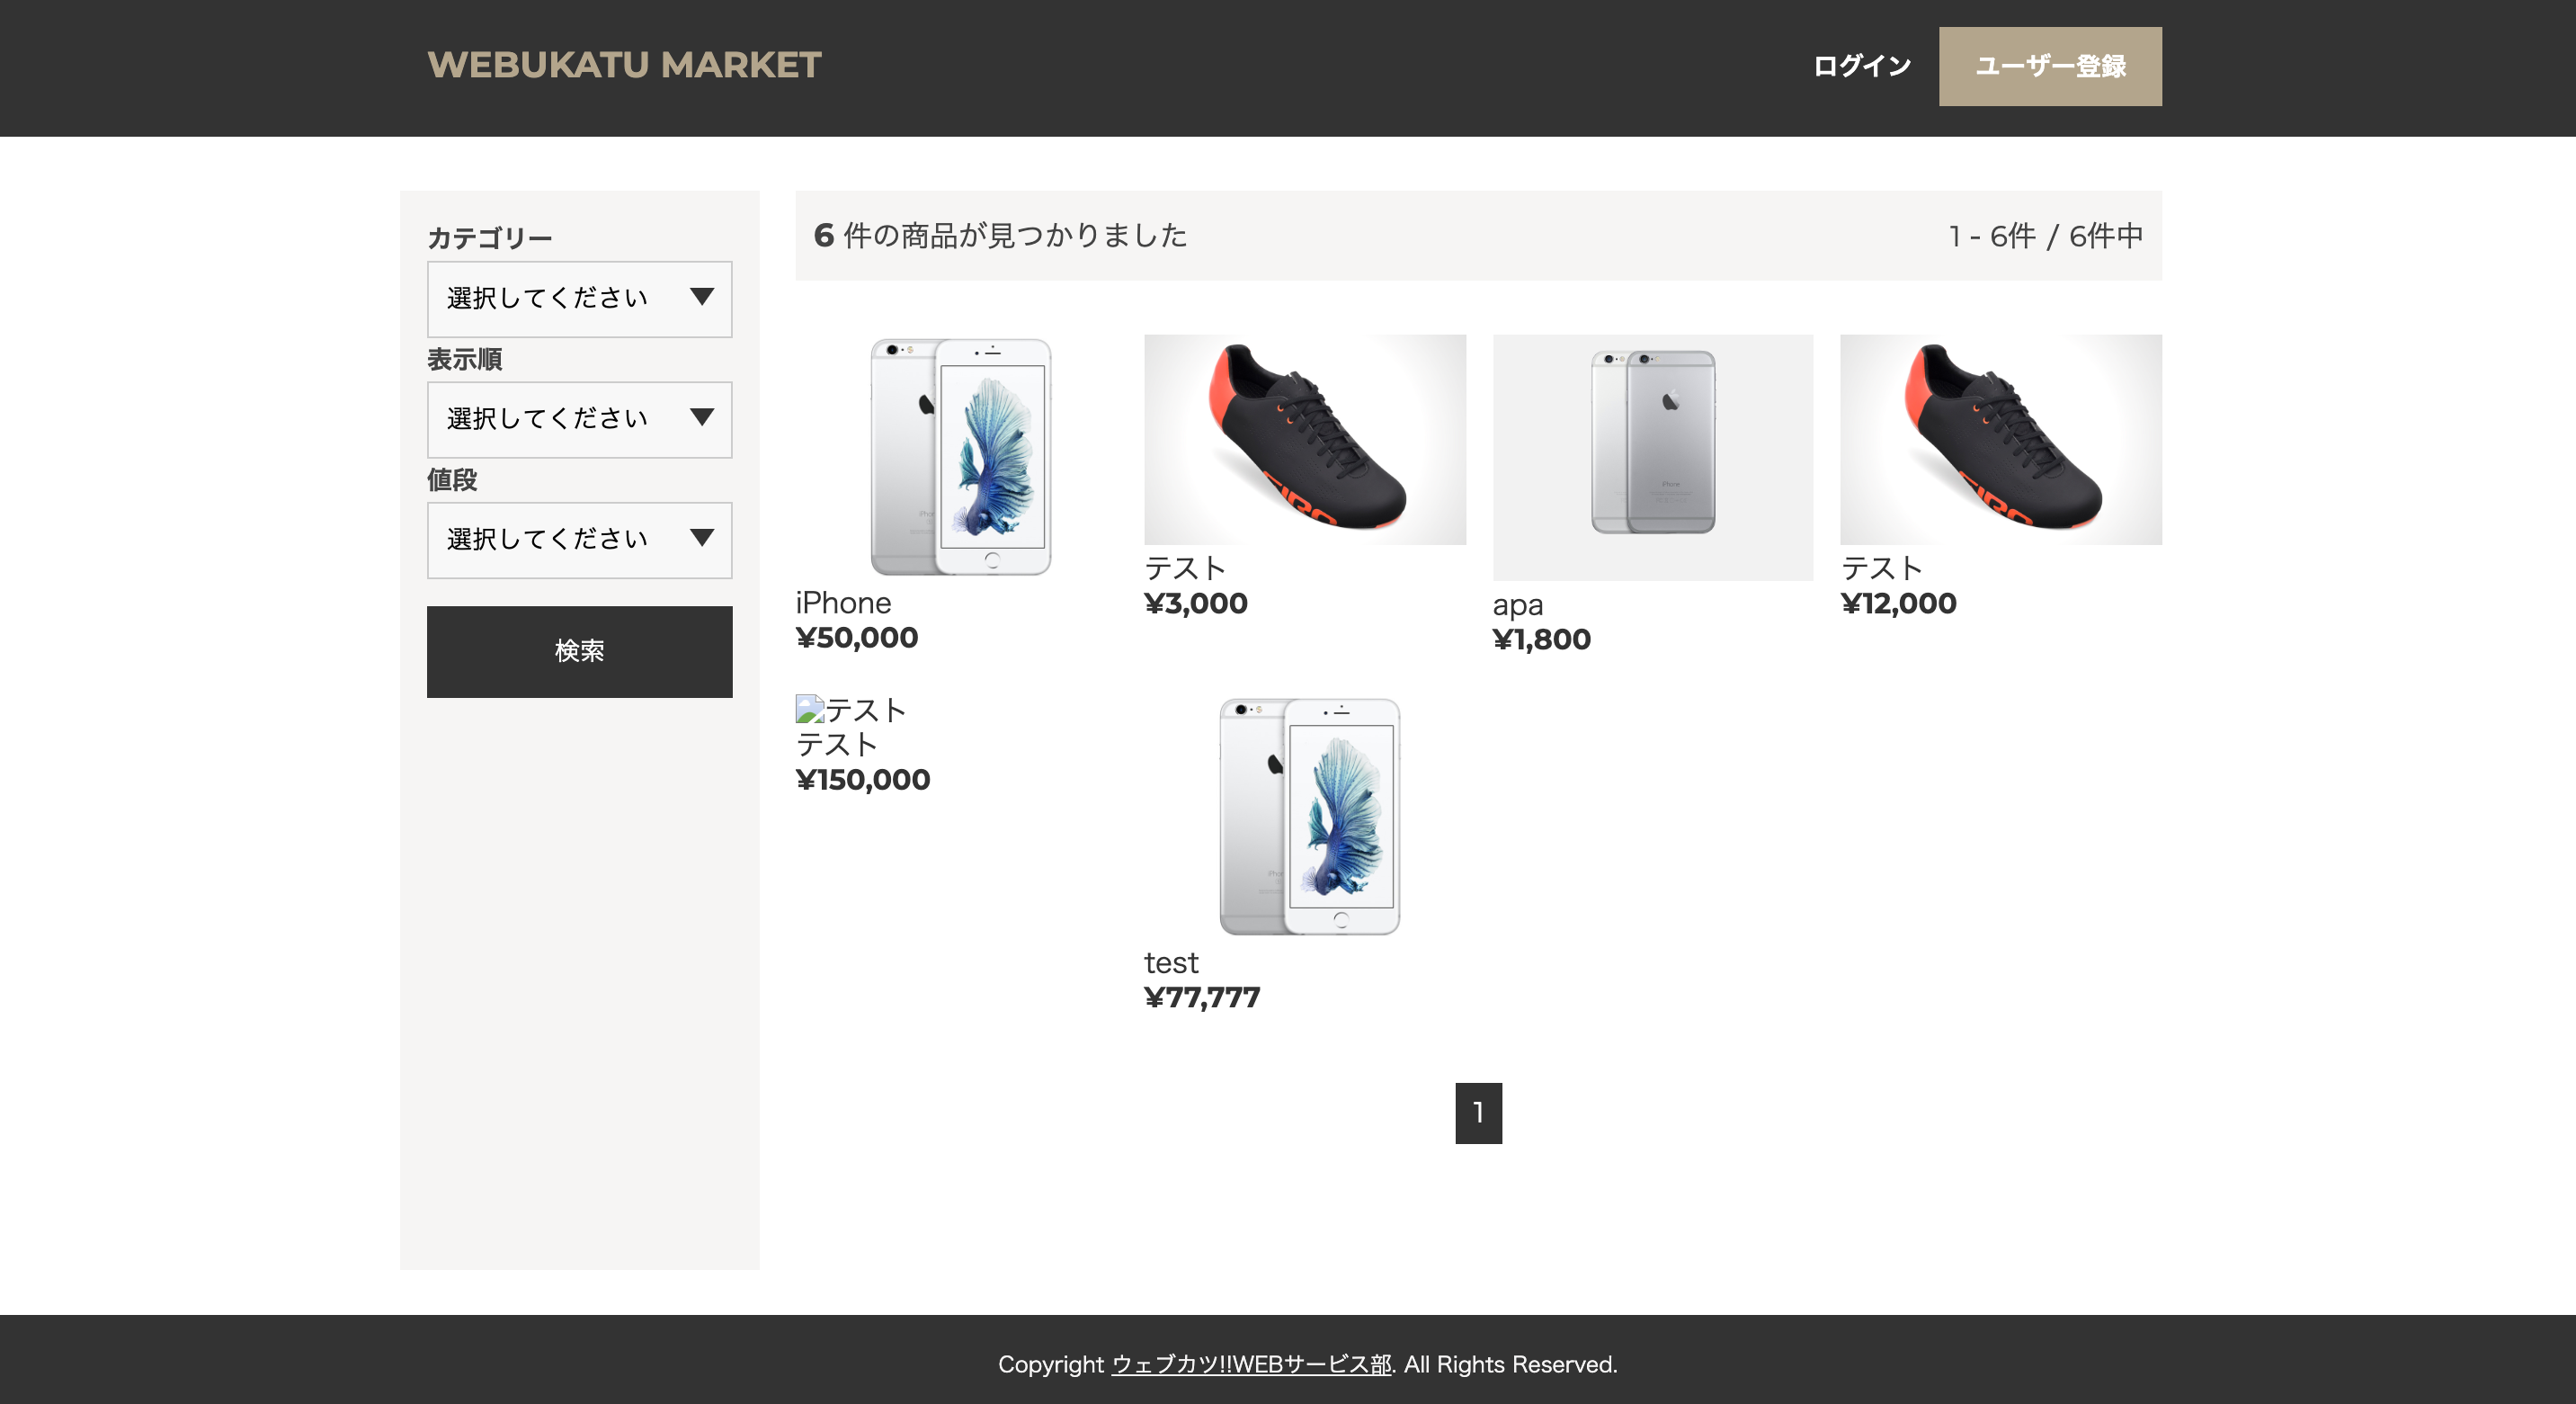 WEBUKATU MARKET
ログイン
ユーザー登録
カテゴリー
選択してください
表示順
選択してください
値段
選択してください
検索
6 件の商品が見つかりました
1 - 6件 / 6件中
iPhone
¥50,000
テスト
¥3,000
apa
¥1,800
テスト
¥12,000
テスト
テスト
¥150,000
test
¥77,777
1
Copyright ウェブカツ!!WEBサービス部. All Rights Reserved.